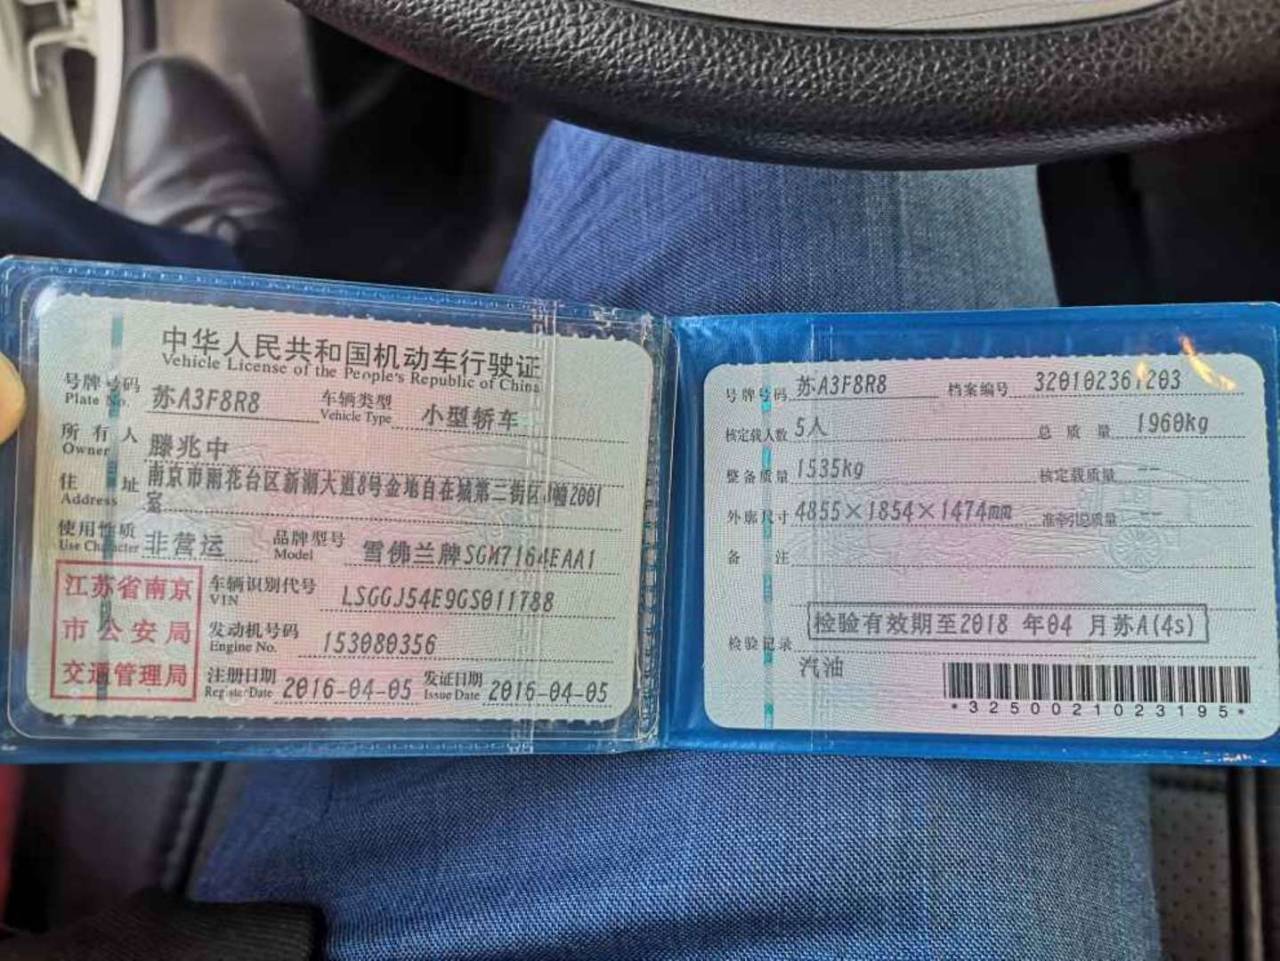 中华人民共和国机动车行驶证
Vehicle License of the People's Republic of China
号牌号码 苏A3F8R8 车辆类型 小型轿车
Plate No. Vehicle Type
所有人 滕兆中
Owner
住址 南京市雨花台区新湖大道8号金地自在城第二街区 幢2001
Address 室
使用性质 非营运 品牌型号 雪佛兰牌SGM7164EAA1
Use Character Model
江苏省南京
市公安局
交通管理局
车辆识别代号 LSGGJ54E9GS011788
VIN
发动机号码 153080356
Engine No.
注册日期 2016-04-05 发证日期 2016-04-05
Register Date Issue Date
号牌号码 苏A3F8R8 档案编号 320102361203
核定载人数 5人 总质量 1960kg
整备质量 1535kg 核定载质量 --
外廓尺寸 4855×1854×1474mm 准牵引总质量 --
备注
检验有效期至2018 年04 月苏A(4s)
检验记录
汽油
*3250021023195*